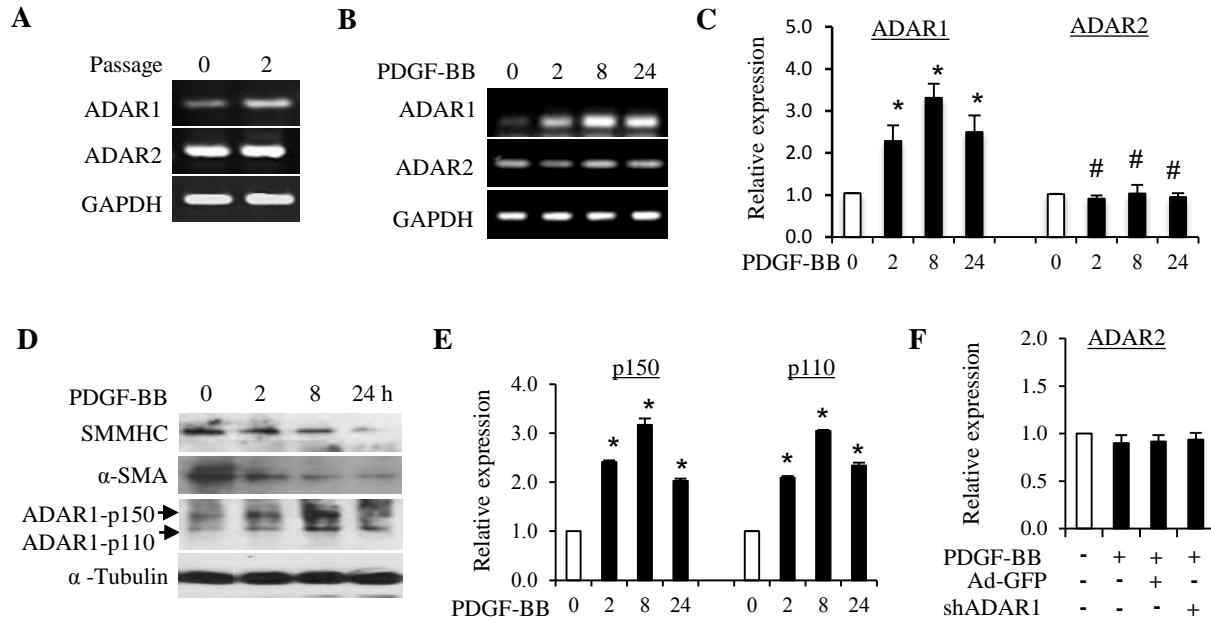 A
Passage 0 2
ADAR1
ADAR2
GAPDH
B
PDGF-BB 0 2 8 24
ADAR1
ADAR2
GAPDH
C
ADAR1 ADAR2
Relative expression
5.0
4.0
3.0
2.0
1.0
0.0
* * *
# # #
PDGF-BB 0 2 8 24 0 2 8 24
D
PDGF-BB 0 2 8 24 h
SMMHC
α-SMA
ADAR1-p150
ADAR1-p110
α -Tubulin
E
p150 p110
Relative expression
4.0
3.0
2.0
1.0
0.0
* * *
* * *
PDGF-BB 0 2 8 24 0 2 8 24
F
ADAR2
Relative expression
2.0
1.5
1.0
0.5
0.0
PDGF-BB - + + +
Ad-GFP - - + -
shADAR1 - - - +